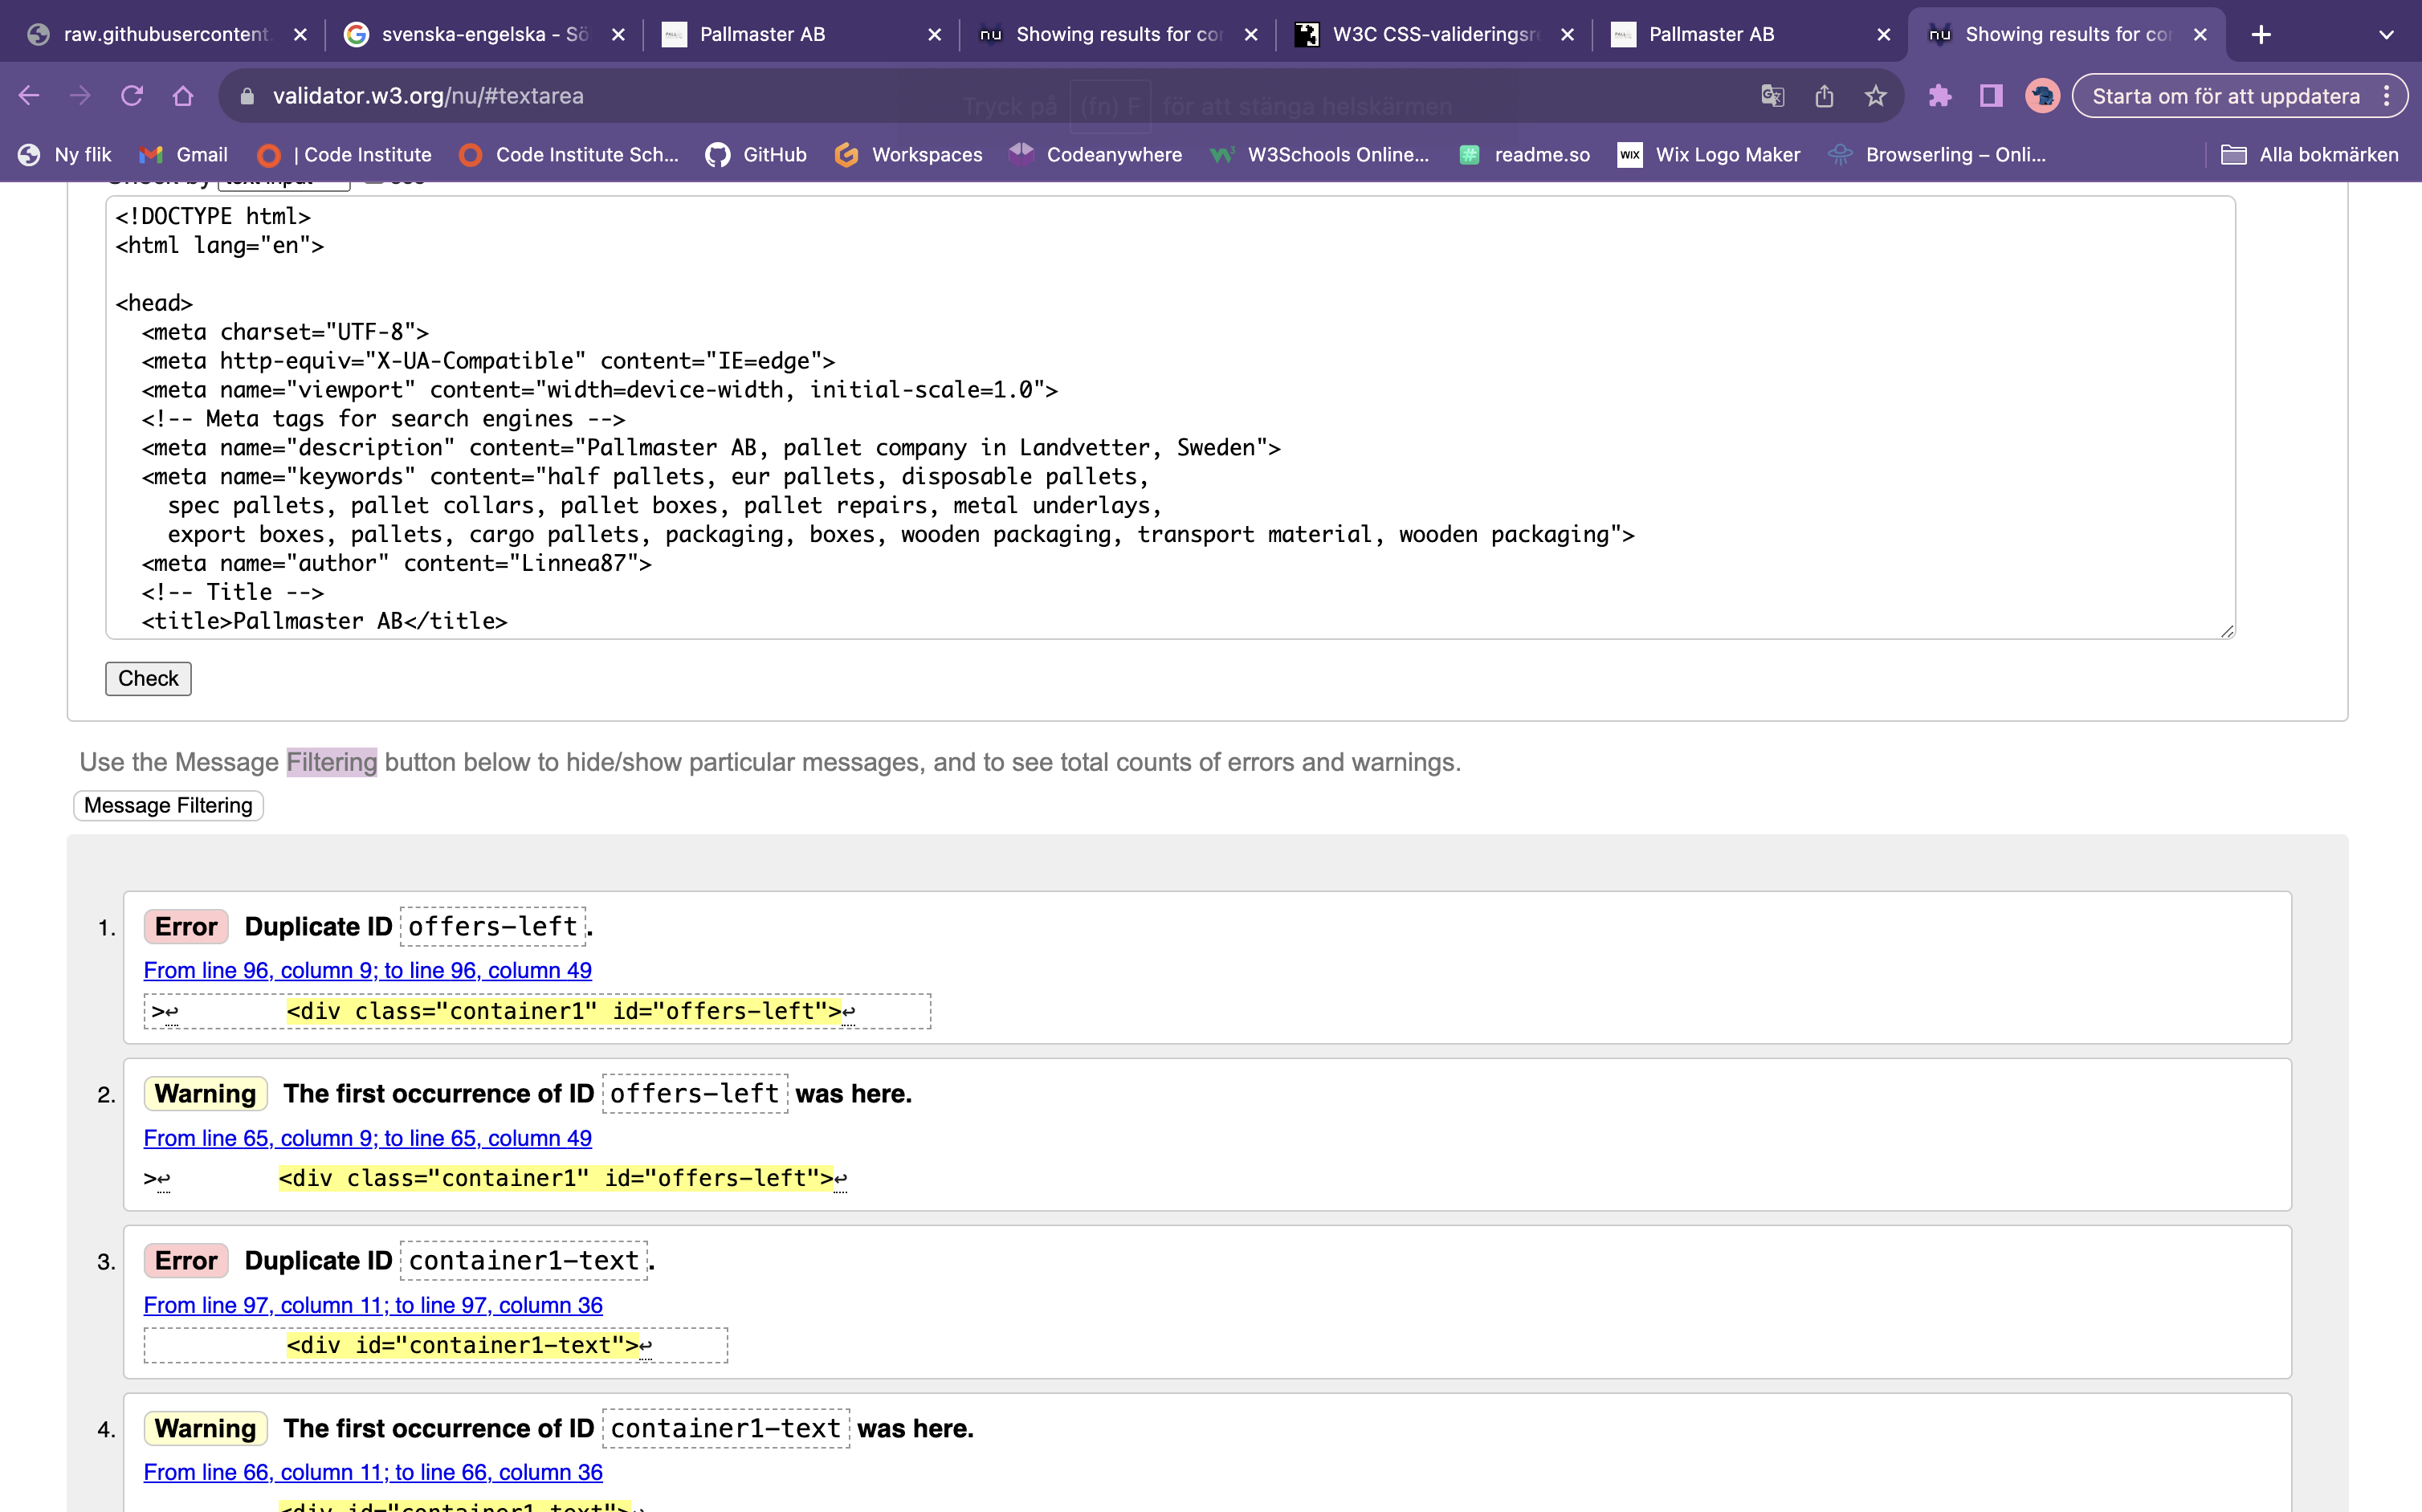 raw.githubusercontent.
svenska-engelska - Sö
Pallmaster AB
Showing results for cor
W3C CSS-valideringsre
Pallmaster AB
Showing results for cor
validator.w3.org/nu/#textarea
Tryck på (fn) F för att stänga helskärmen
Starta om för att uppdatera
Ny flik
Gmail
| Code Institute
Code Institute Sch...
GitHub
Workspaces
Codeanywhere
W3Schools Online...
readme.so
WIX Wix Logo Maker
Browserling – Onli...
Alla bokmärken
<!DOCTYPE html>
<html lang="en">
<head>
<meta charset="UTF-8">
<meta http-equiv="X-UA-Compatible" content="IE=edge">
<meta name="viewport" content="width=device-width, initial-scale=1.0">
<!-- Meta tags for search engines -->
<meta name="description" content="Pallmaster AB, pallet company in Landvetter, Sweden">
<meta name="keywords" content="half pallets, eur pallets, disposable pallets,
spec pallets, pallet collars, pallet boxes, pallet repairs, metal underlays,
export boxes, pallets, cargo pallets, packaging, boxes, wooden packaging, transport material, wooden packaging">
<meta name="author" content="Linnea87">
<!-- Title -->
<title>Pallmaster AB</title>
Check
Use the Message Filtering button below to hide/show particular messages, and to see total counts of errors and warnings.
Message Filtering
1. Error Duplicate ID offers-left.
From line 96, column 9; to line 96, column 49
>↩ <div class="container1" id="offers-left">↩
2. Warning The first occurrence of ID offers-left was here.
From line 65, column 9; to line 65, column 49
>↩ <div class="container1" id="offers-left">↩
3. Error Duplicate ID container1-text.
From line 97, column 11; to line 97, column 36
<div id="container1-text">↩
4. Warning The first occurrence of ID container1-text was here.
From line 66, column 11; to line 66, column 36
<div id="container1-text">↩